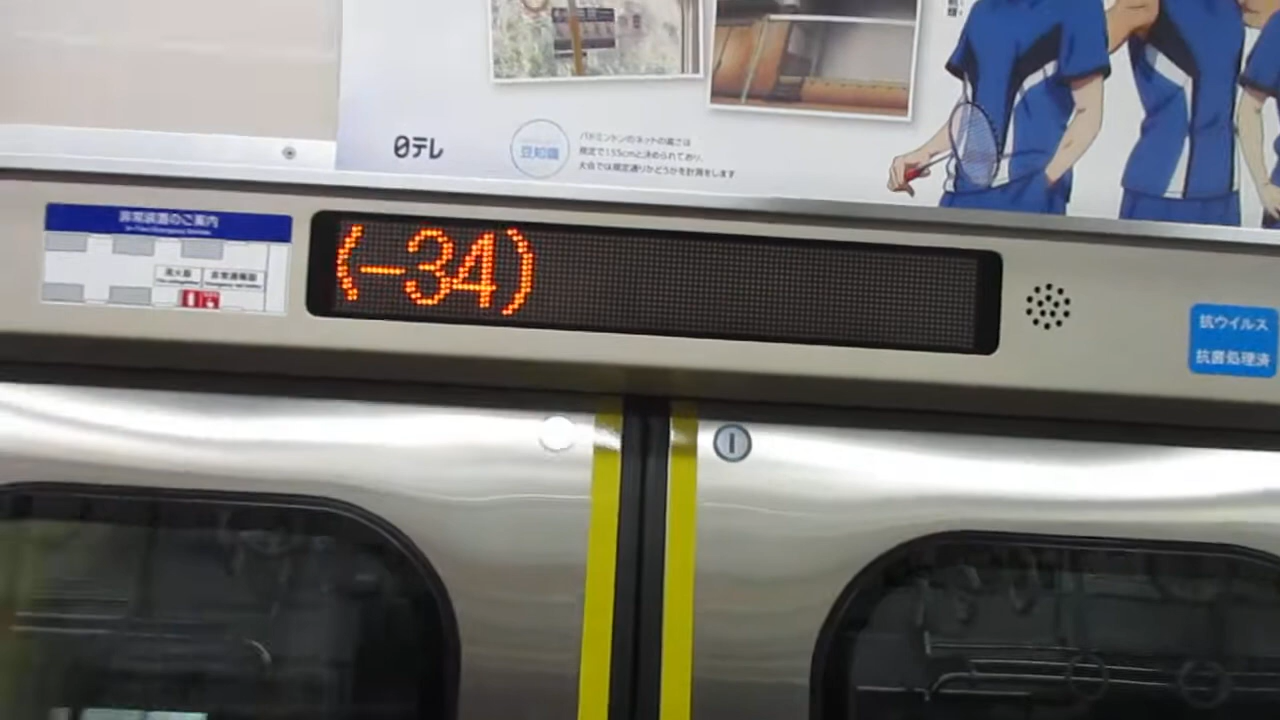 日テレ
豆知識
バドミントンのネットの高さは
規定で155cmと決められており、
大会では規定通りかどうかを計測をします
非常装置のご案内
消火器
非常通報器
(-34)
抗ウイルス
抗菌処理済